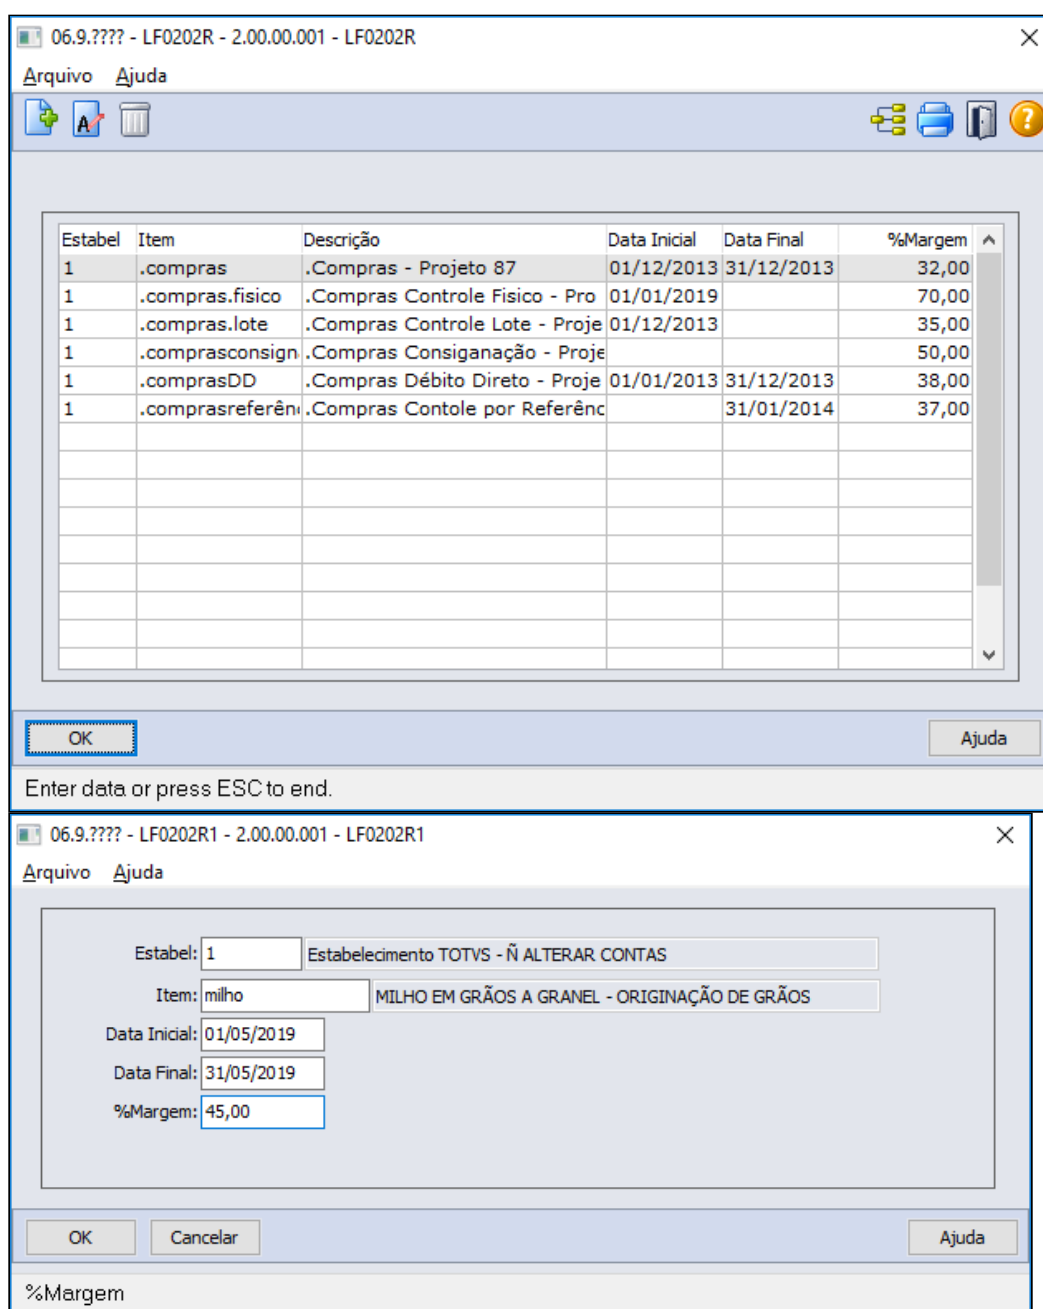 06.9.???? - LF0202R - 2.00.00.001 - LF0202R
Arquivo Ajuda
Estabel Item Descrição Data Inicial Data Final %Margem
1 .compras .Compras - Projeto 87 01/12/2013 31/12/2013 32,00
1 .compras.fisico .Compras Controle Fisico - Pro 01/01/2019 70,00
1 .compras.lote .Compras Controle Lote - Proje 01/12/2013 35,00
1 .comprasconsign .Compras Consiganação - Proje 50,00
1 .comprasDD .Compras Débito Direto - Proje 01/01/2013 31/12/2013 38,00
1 .comprasreferên .Compras Contole por Referênc 31/01/2014 37,00
OK Ajuda
Enter data or press ESC to end.
06.9.???? - LF0202R1 - 2.00.00.001 - LF0202R1
Arquivo Ajuda
Estabel: 1 Estabelecimento TOTVS - Ñ ALTERAR CONTAS
Item: milho MILHO EM GRÃOS A GRANEL - ORIGINAÇÃO DE GRÃOS
Data Inicial: 01/05/2019
Data Final: 31/05/2019
%Margem: 45,00
OK Cancelar Ajuda
%Margem